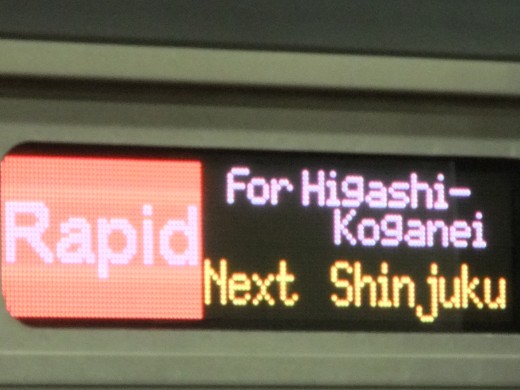 Rapid
For Higashi-
Koganei
Next Shinjuku